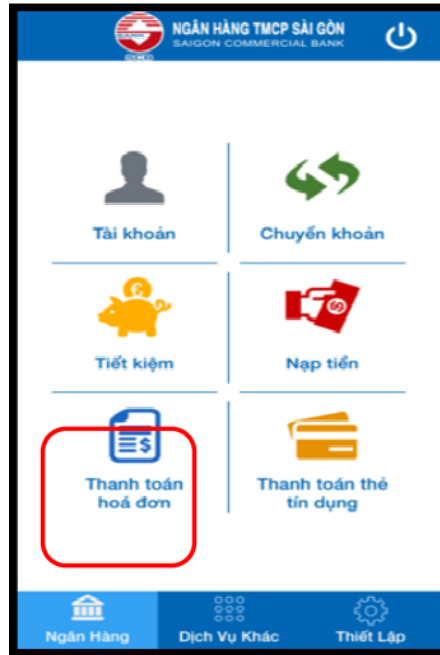 NGÂN HÀNG TMCP SÀI GÒN
SAIGON COMMERCIAL BANK
Tài khoản
Chuyển khoản
Tiết kiệm
Nạp tiền
Thanh toán
hoá đơn
Thanh toán thẻ
tín dụng
Ngân Hàng
Dịch Vụ Khác
Thiết Lập